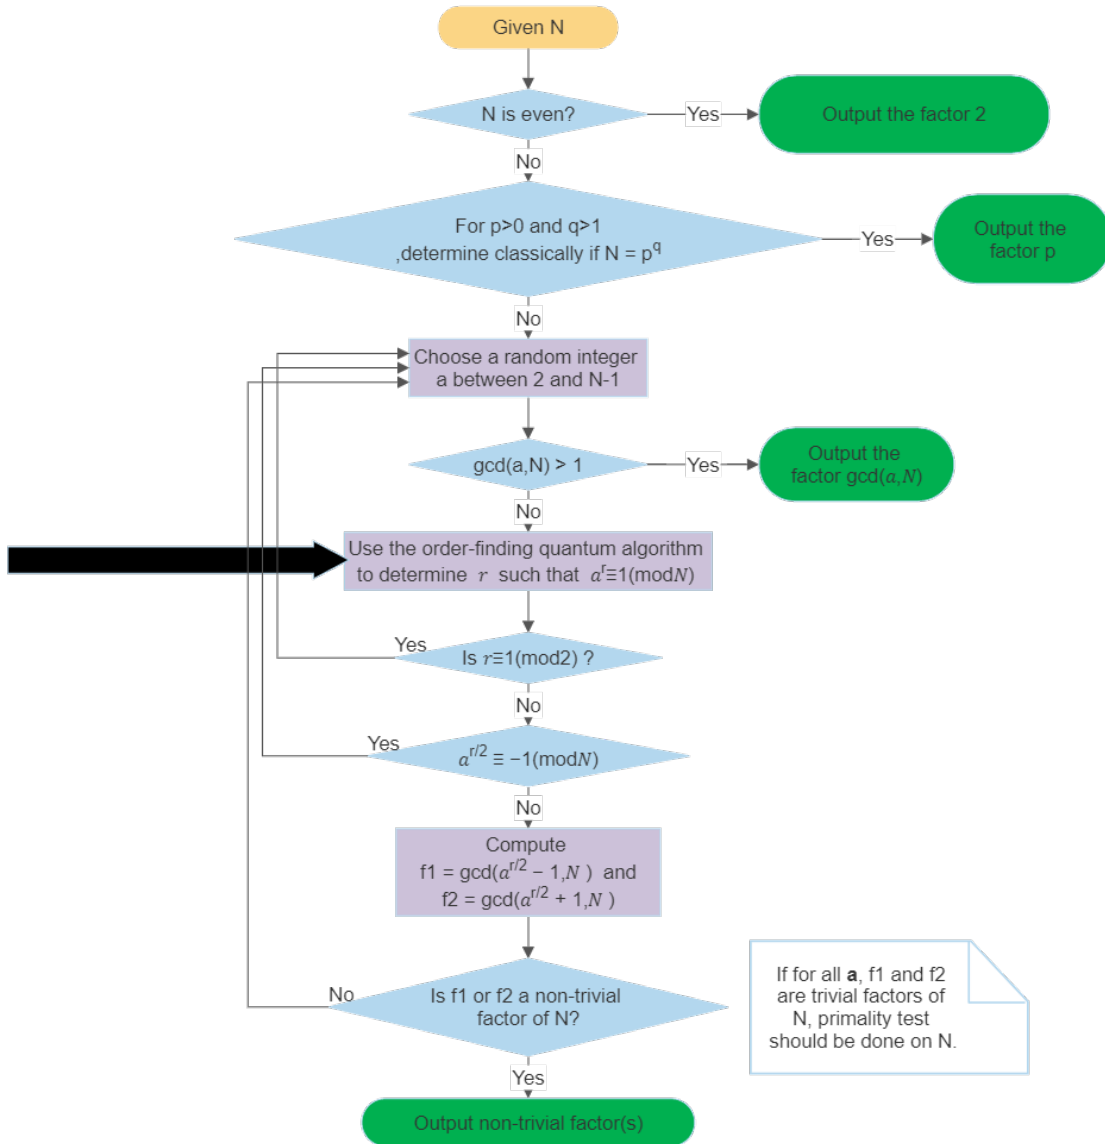 Given N
N is even?
Yes
Output the factor 2
No
For p>0 and q>1
,determine classically if N = p^q
Yes
Output the
factor p
No
Choose a random integer
a between 2 and N-1
gcd(a,N) > 1
Yes
Output the
factor gcd(a,N)
No
Use the order-finding quantum algorithm
to determine r such that a^r≡1(modN)
Yes
Is r≡1(mod2) ?
No
Yes
a^r/2 ≡ −1(modN)
No
Compute
f1 = gcd(a^r/2 − 1,N ) and
f2 = gcd(a^r/2 + 1,N )
No
Is f1 or f2 a non-trivial
factor of N?
If for all a, f1 and f2
are trivial factors of
N, primality test
should be done on N.
Yes
Output non-trivial factor(s)